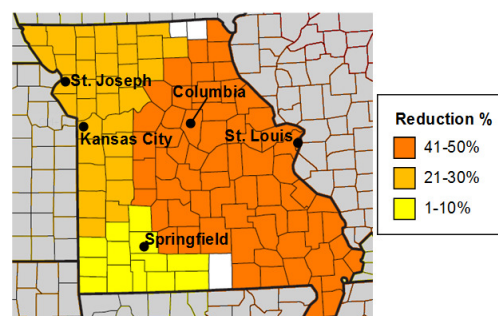 St. Joseph
Columbia
Kansas City
St. Louis
Springfield
Reduction %
41-50%
21-30%
1-10%